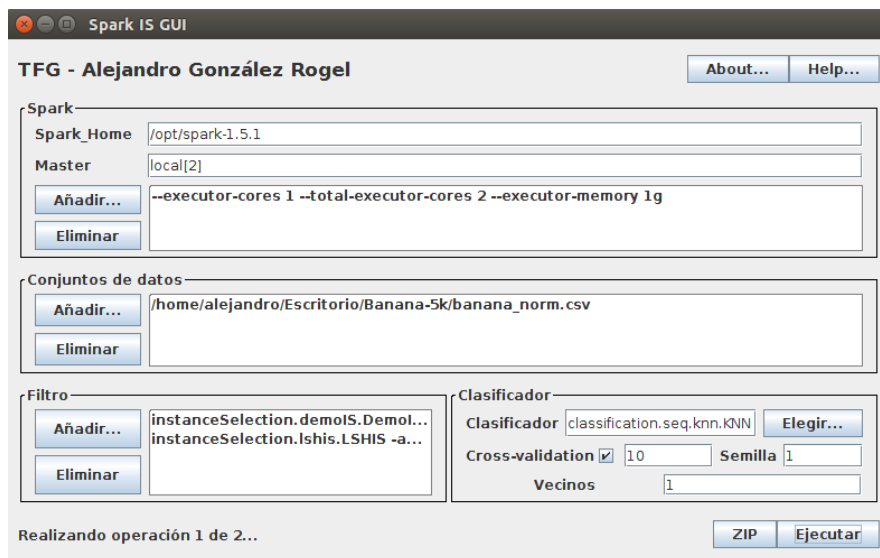 Spark IS GUI
TFG - Alejandro González Rogel
About...
Help...
Spark
Spark_Home
/opt/spark-1.5.1
Master
local[2]
Añadir...
--executor-cores 1 --total-executor-cores 2 --executor-memory 1g
Eliminar
Conjuntos de datos
Añadir...
/home/alejandro/Escritorio/Banana-5k/banana_norm.csv
Eliminar
Filtro
Añadir...
instanceSelection.demoIS.DemoI...
instanceSelection.lshis.LSHIS -a...
Eliminar
Clasificador
Clasificador
classification.seq.knn.KNN
Elegir...
Cross-validation
10
Semilla
1
Vecinos
1
Realizando operación 1 de 2...
ZIP
Ejecutar